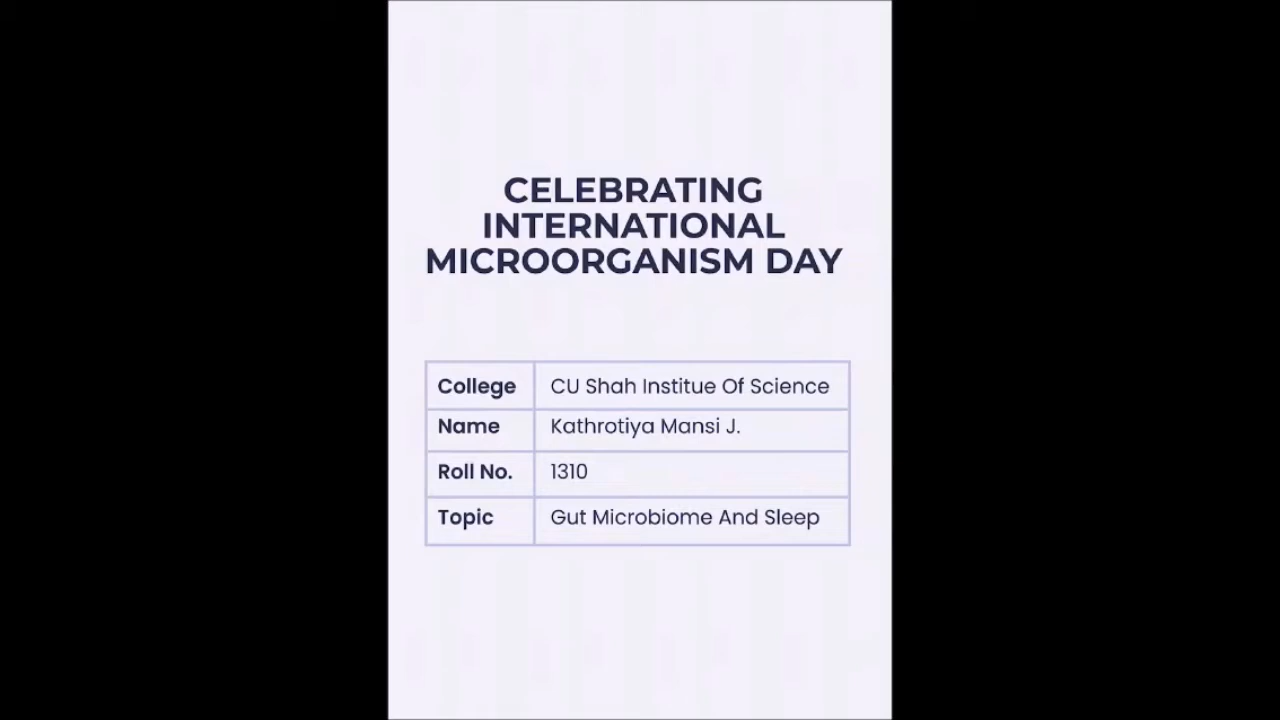 CELEBRATING
INTERNATIONAL
MICROORGANISM DAY
College CU Shah Institue Of Science
Name Kathrotiya Mansi J.
Roll No. 1310
Topic Gut Microbiome And Sleep